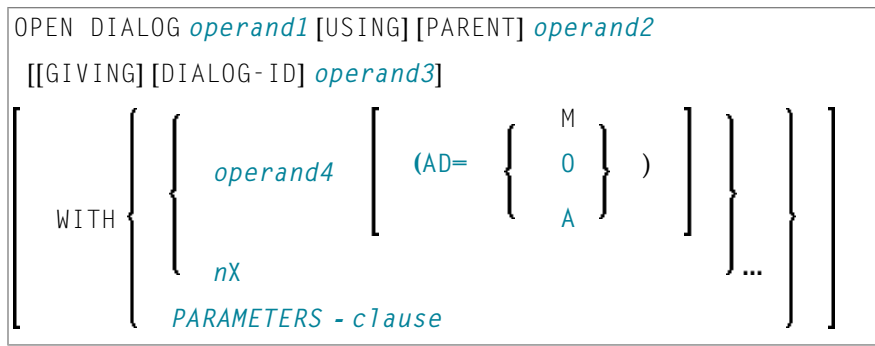 OPEN DIALOG operand1 [USING] [PARENT] operand2
[[GIVING] [DIALOG-ID] operand3]
M
operand4 [ (AD= { O } ) ]
WITH
A
nX
...
PARAMETERS - clause